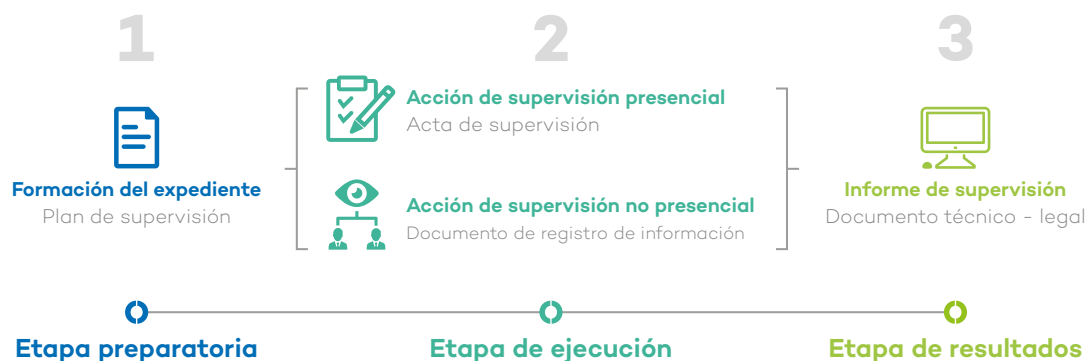 1
Formación del expediente
Plan de supervisión
2
Acción de supervisión presencial
Acta de supervisión
Acción de supervisión no presencial
Documento de registro de información
3
Informe de supervisión
Documento técnico - legal
Etapa preparatoria
Etapa de ejecución
Etapa de resultados